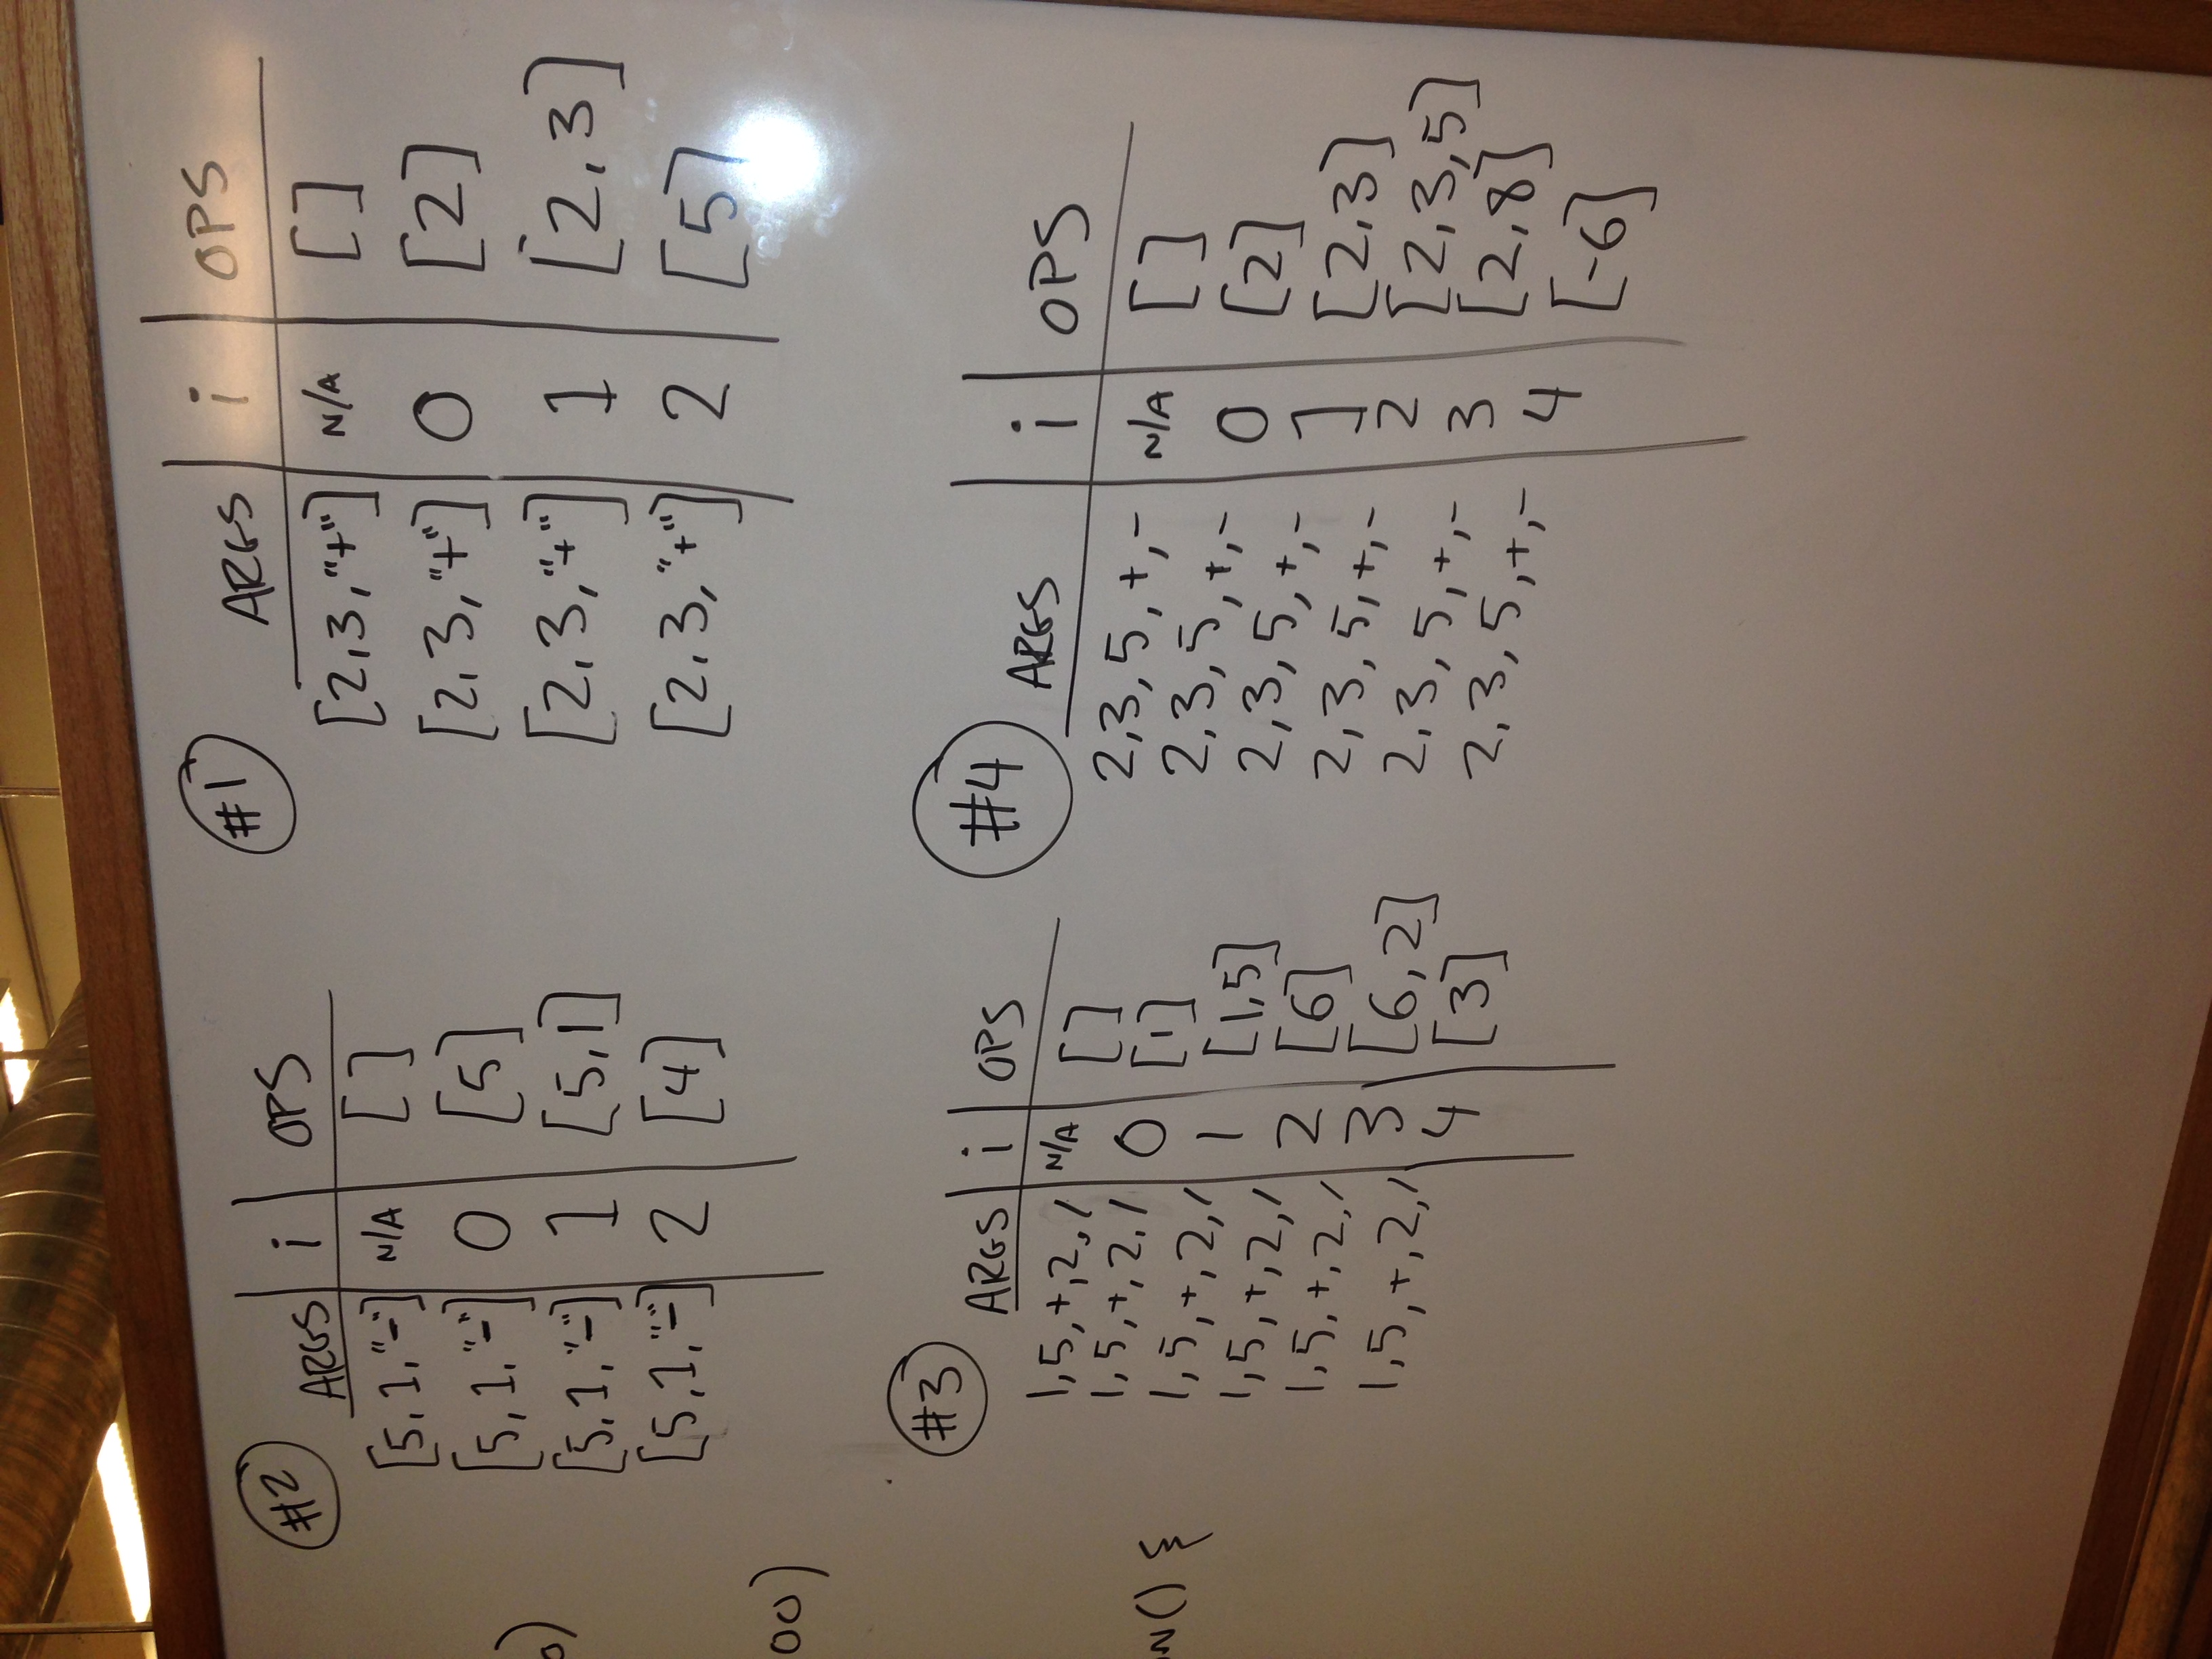 #2
ARGS | i | OPS
[5, 1, "-"] | N/A | [ ]
[5, 1, "-"] | 0 | [5]
[5, 1, "-"] | 1 | [5,1]
[5, 1, "-"] | 2 | [4]
#1
ARGS | i | OPS
[2, 3, "+"] | N/A | [ ]
[2, 3, "+"] | 0 | [2]
[2, 3, "+"] | 1 | [2, 3]
[2, 3, "+"] | 2 | [5]
00)
#3
ARGS | i | OPS
1, 5, +, 2, / | N/A | [ ]
1, 5, +, 2, / | 0 | [1]
1, 5, +, 2, / | 1 | [1,5]
1, 5, +, 2, / | 2 | [6]
1, 5, +, 2, / | 3 | [6, 2]
1, 5, +, 2, / | 4 | [3]
N() {
#4
ARGS | i | OPS
2, 3, 5, +, - | N/A | [ ]
2, 3, 5, +, - | 0 | [2]
2, 3, 5, +, - | 1 | [2,3]
2, 3, 5, +, - | 2 | [2,3,5]
2, 3, 5, +, - | 3 | [2,8]
2, 3, 5, +, - | 4 | [-6]